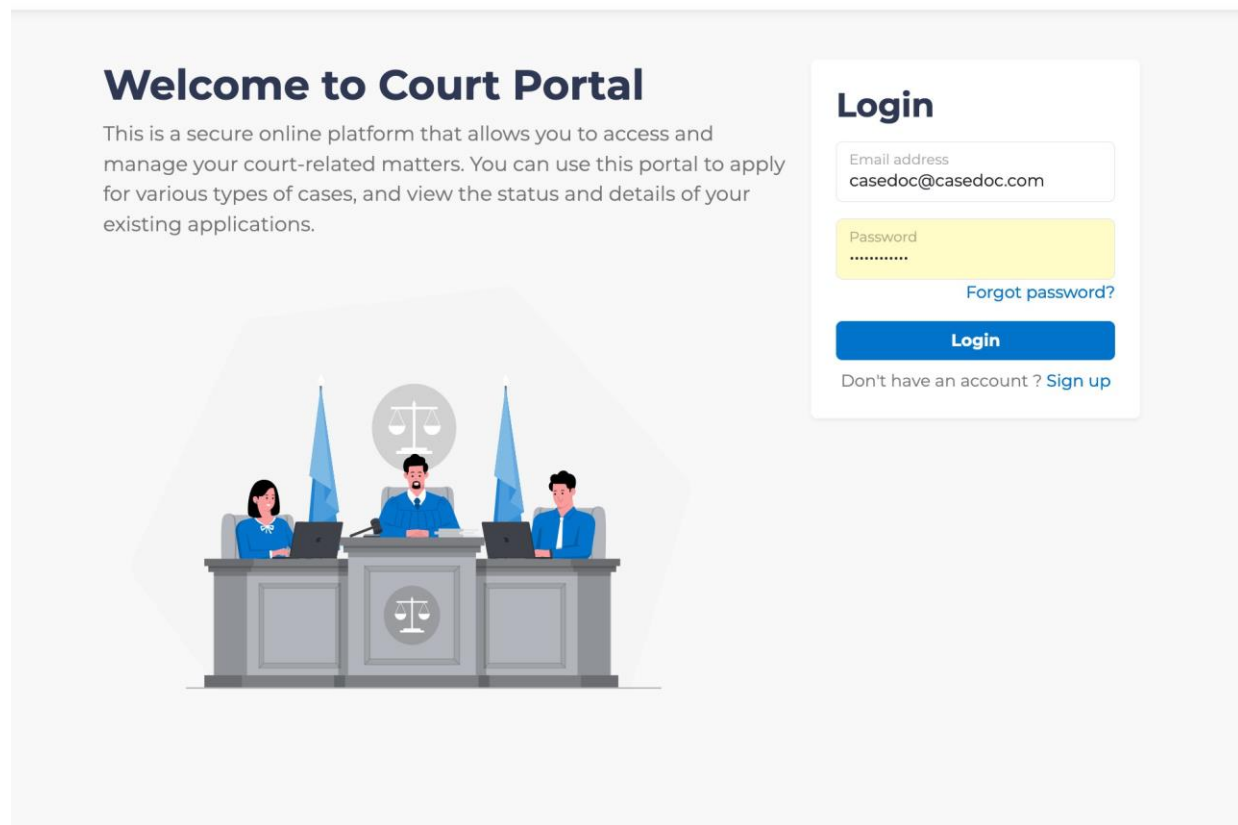 Welcome to Court Portal
This is a secure online platform that allows you to access and
manage your court-related matters. You can use this portal to apply
for various types of cases, and view the status and details of your
existing applications.
Login
Email address
casedoc@casedoc.com
Password
••••••••••••
Forgot password?
Login
Don't have an account ? Sign up